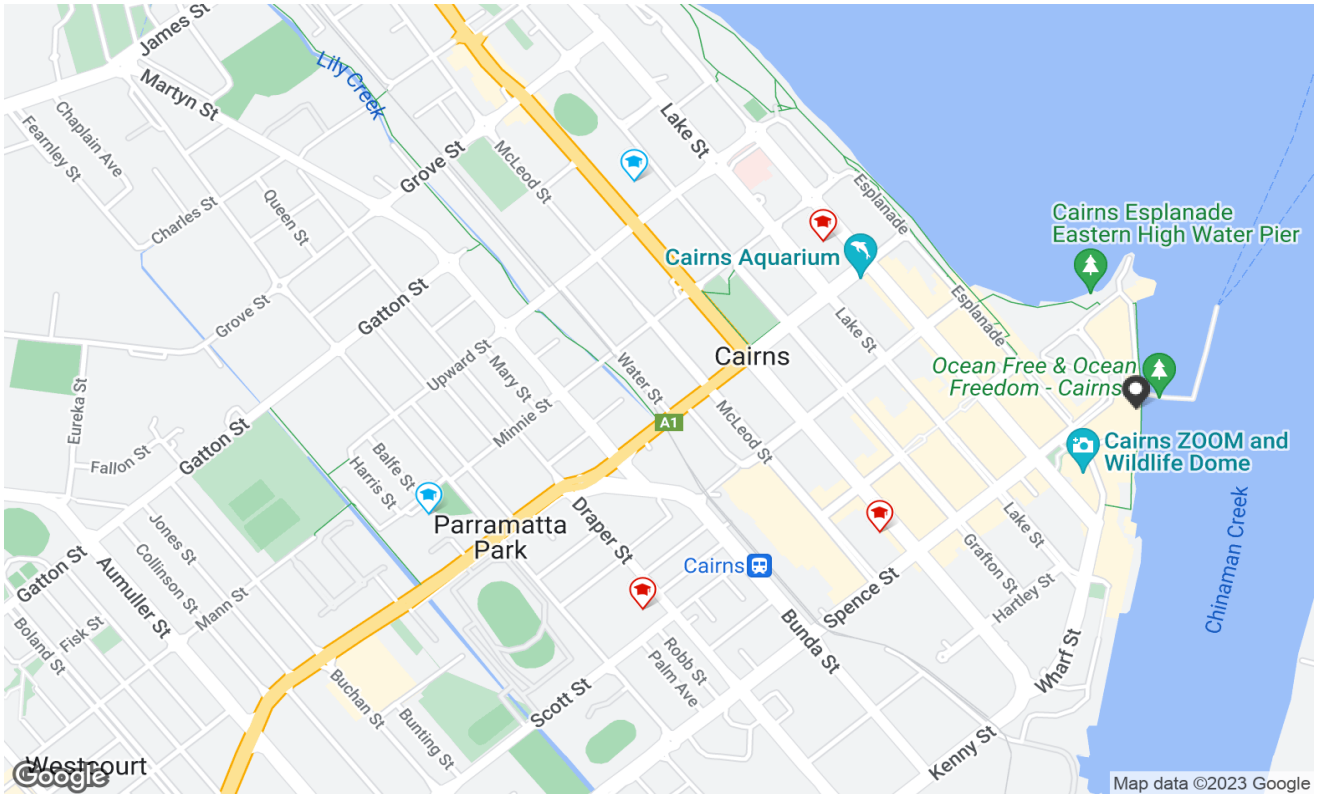 James St
Lily Creek
Martyn St
Chaplain Ave
Fearnley St
Grove St
McLeod St
Lake St
Esplanade
Charles St
Queen St
Cairns Esplanade
Eastern High Water Pier
Cairns Aquarium
Grove St
Gatton St
Esplanade
Lake St
Upward St
Mary St
Water St
Cairns
Ocean Free & Ocean
Freedom - Cairns
Eureka St
Minnie St
McLeod St
A1
Gatton St
Fallon St
Balfe St
Harris St
Cairns ZOOM and
Wildlife Dome
Jones St
Collinson St
Parramatta
Park
Draper St
Lake St
Grafton St
Chinaman Creek
Gatton St
Aumuller St
Mann St
Cairns
Spence St
Hartley St
Boland St
Fisk St
Bunda St
Robb St
Palm Ave
Wharf St
Buchan St
Bunting St
Scott St
Kenny St
Westcourt
Google
Map data ©2023 Google